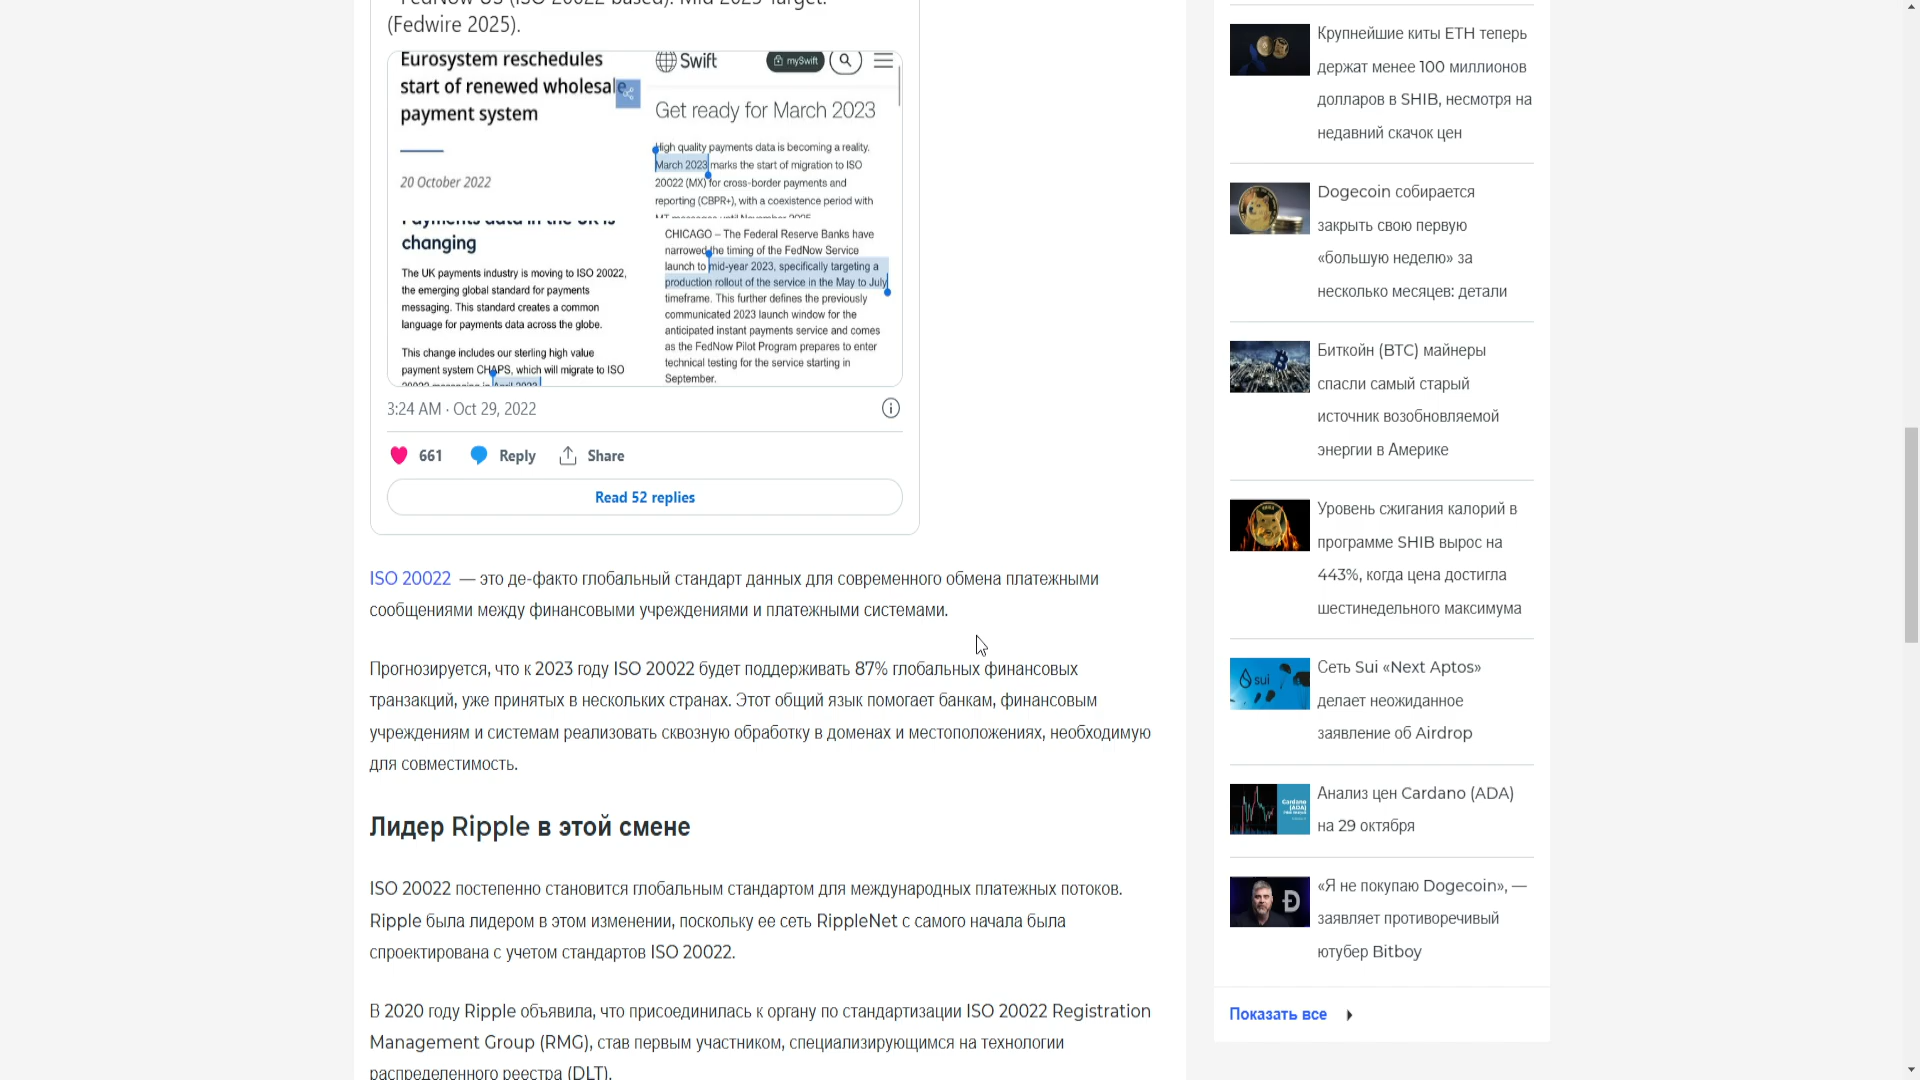 (Fedwire 2025).
Eurosystem reschedules
start of renewed wholesale
payment system
20 October 2022
changing
The UK payments industry is moving to ISO 20022,
the emerging global standard for payments
messaging. This standard creates a common
language for payments data across the globe.
This change includes our sterling high value
payment system CHAPS, which will migrate to ISO
Swift
mySwift
Get ready for March 2023
High quality payments data is becoming a reality.
March 2023 marks the start of migration to ISO
20022 (MX) for cross-border payments and
reporting (CBPR+), with a coexistence period with
CHICAGO – The Federal Reserve Banks have
narrowed the timing of the FedNow Service
launch to mid-year 2023, specifically targeting a
production rollout of the service in the May to July
timeframe. This further defines the previously
communicated 2023 launch window for the
anticipated instant payments service and comes
as the FedNow Pilot Program prepares to enter
technical testing for the service starting in
September.
3:24 AM · Oct 29, 2022
661 Reply Share
Read 52 replies
ISO 20022 — это де-факто глобальный стандарт данных для современного обмена платежными
сообщениями между финансовыми учреждениями и платежными системами.
Прогнозируется, что к 2023 году ISO 20022 будет поддерживать 87% глобальных финансовых
транзакций, уже принятых в нескольких странах. Этот общий язык помогает банкам, финансовым
учреждениям и системам реализовать сквозную обработку в доменах и местоположениях, необходимую
для совместимость.
Лидер Ripple в этой смене
ISO 20022 постепенно становится глобальным стандартом для международных платежных потоков.
Ripple была лидером в этом изменении, поскольку ее сеть RippleNet с самого начала была
спроектирована с учетом стандартов ISO 20022.
В 2020 году Ripple объявила, что присоединилась к органу по стандартизации ISO 20022 Registration
Management Group (RMG), став первым участником, специализирующимся на технологии
распределенного реестра (DLT).
Крупнейшие киты ETH теперь
держат менее 100 миллионов
долларов в SHIB, несмотря на
недавний скачок цен
Dogecoin собирается
закрыть свою первую
«большую неделю» за
несколько месяцев: детали
Биткойн (BTC) майнеры
спасли самый старый
источник возобновляемой
энергии в Америке
Уровень сжигания калорий в
программе SHIB вырос на
443%, когда цена достигла
шестинедельного максимума
sui
Сеть Sui «Next Aptos»
делает неожиданное
заявление об Airdrop
Cardano
(ADA)
Анализ цен Cardano (ADA)
на 29 октября
«Я не покупаю Dogecoin», —
заявляет противоречивый
ютубер Bitboy
Показать все